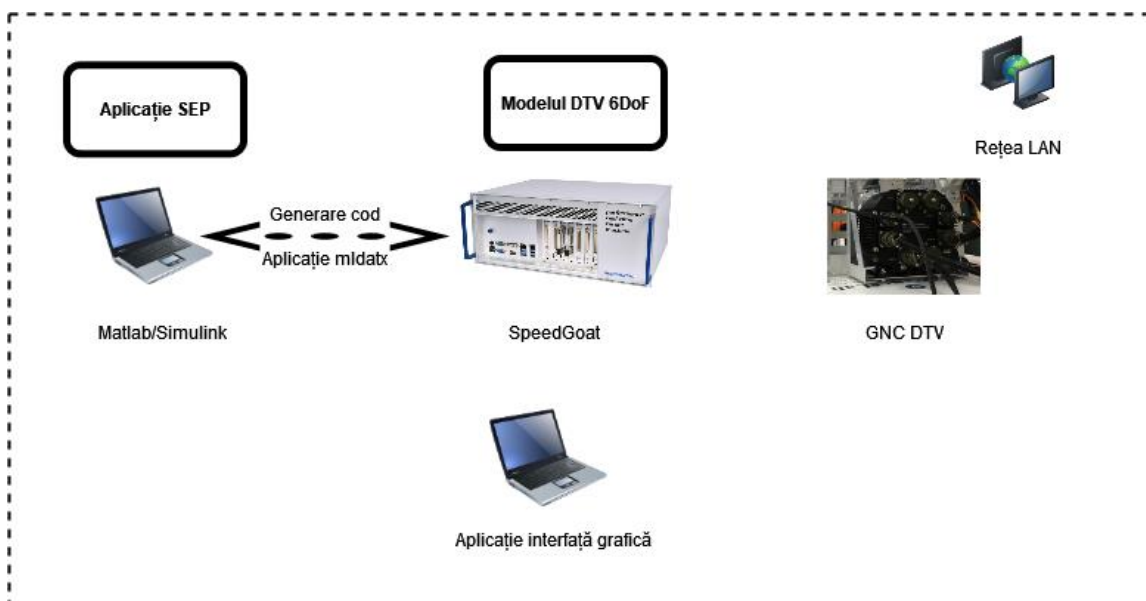 Aplicație SEP
Modelul DTV 6DoF
Rețea LAN
Generare cod
Aplicație mldatx
Matlab/Simulink
SpeedGoat
GNC DTV
Aplicație interfață grafică